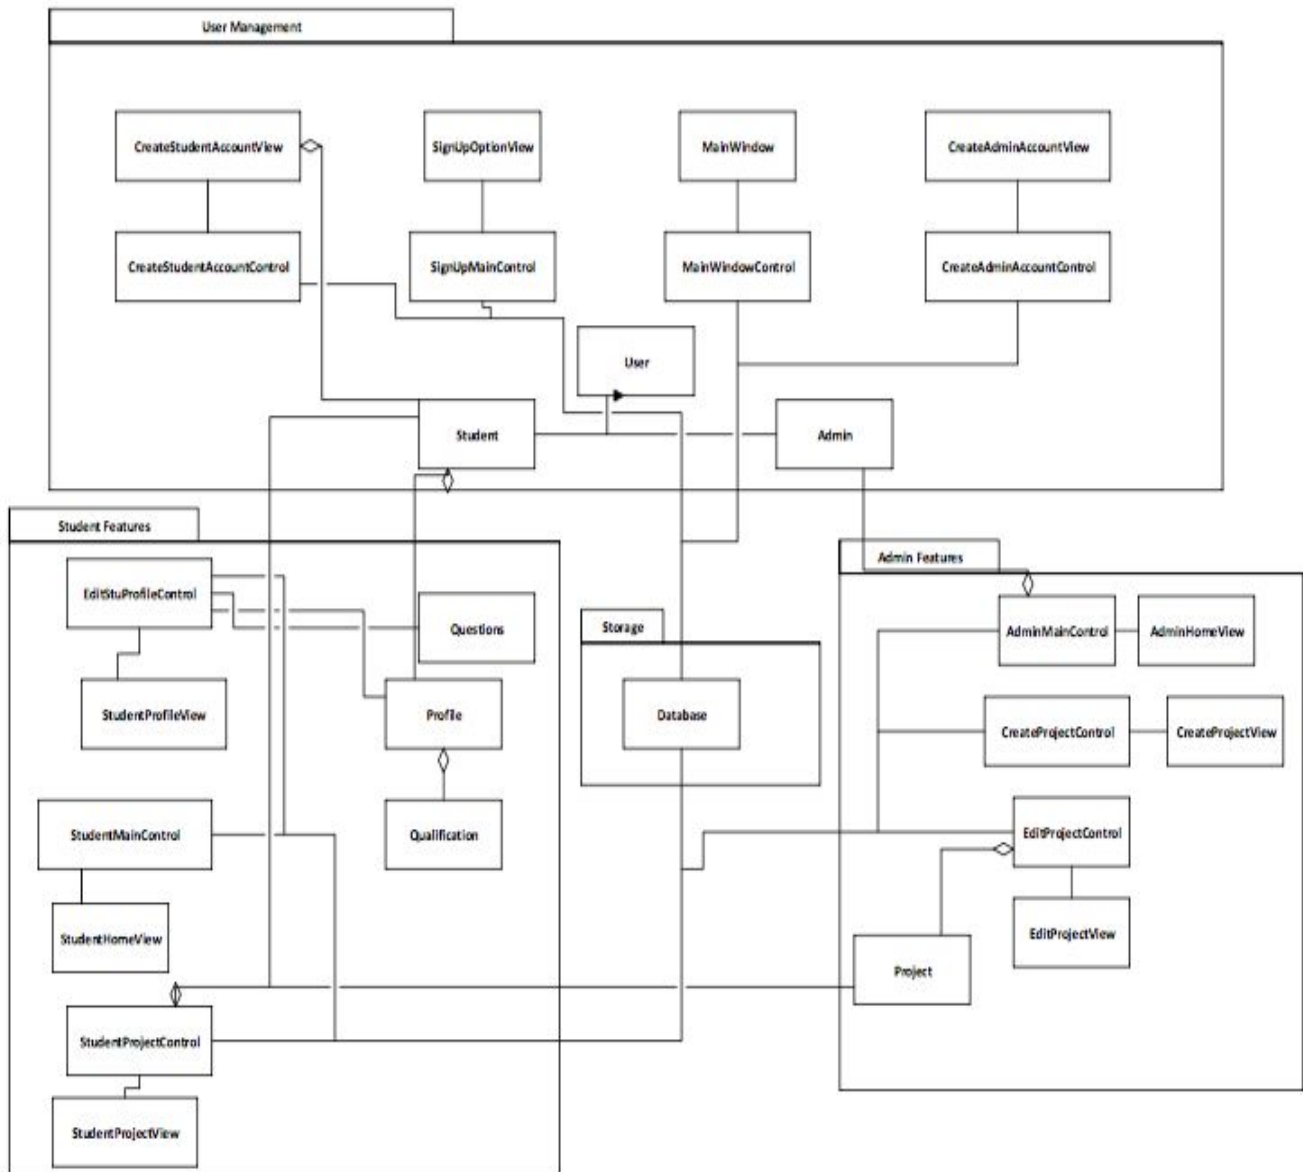 User Management
CreateStudentAccountView
SignUpOptionView
MainWindow
CreateAdminAccountView
CreateStudentAccountControl
SignUpMainControl
MainWindowControl
CreateAdminAccountControl
User
Student
Admin
Student Features
EditStuProfileControl
Questions
StudentProfileView
Profile
StudentMainControl
Qualification
StudentHomeView
StudentProjectControl
StudentProjectView
Storage
Database
Admin Features
AdminMainControl
AdminHomeView
CreateProjectControl
CreateProjectView
EditProjectControl
EditProjectView
Project